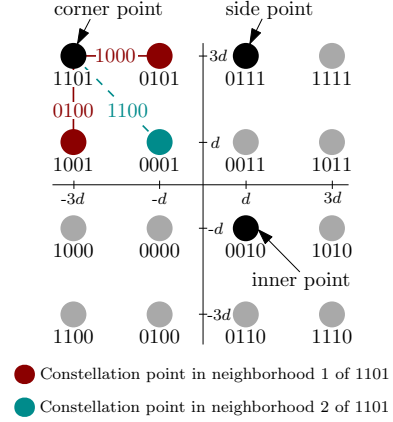 corner point side point
1000 3d
1101 0101 0111 1111
0100 1100
d
1001 0001 0011 1011
-3d -d d 3d
-d
1000 0000 0010 1010
inner point
-3d
1100 0100 0110 1110
Constellation point in neighborhood 1 of 1101
Constellation point in neighborhood 2 of 1101